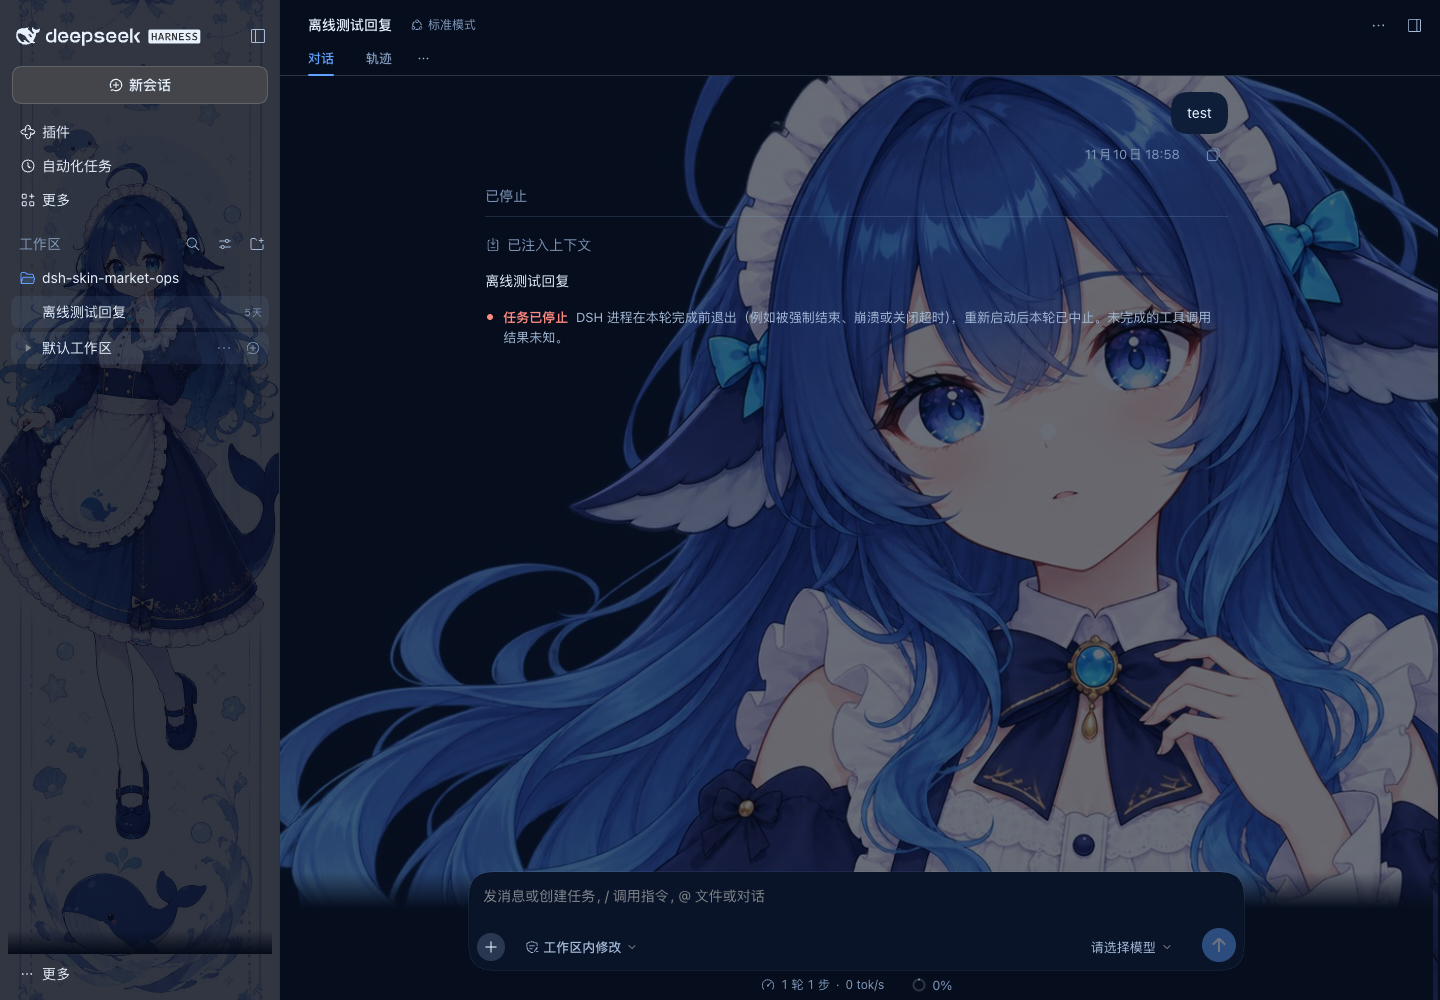 deepseek HARNESS
新会话
插件
自动化任务
更多
工作区
dsh-skin-market-ops
离线测试回复 5天
默认工作区
更多
离线测试回复 标准模式
对话 轨迹
test
11月10日 18:58
已停止
已注入上下文
离线测试回复
任务已停止 DSH 进程在本轮完成前退出（例如被强制结束、崩溃或关闭超时），重新启动后本轮已中止。未完成的工具调用
结果未知。
发消息或创建任务, / 调用指令, @ 文件或对话
工作区内修改 请选择模型
1 轮 1 步 · 0 tok/s 0%